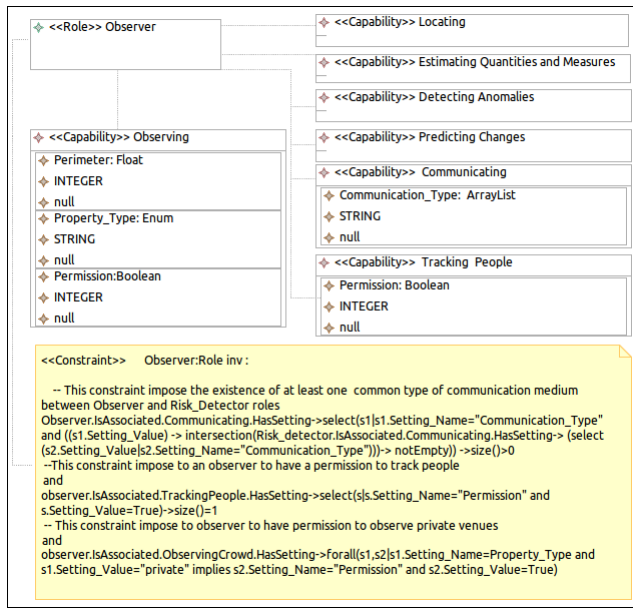 <<Role>> Observer
<<Capability>> Locating
<<Capability>> Estimating Quantities and Measures
<<Capability>> Detecting Anomalies
<<Capability>> Observing
Perimeter: Float
INTEGER
null
Property_Type: Enum
STRING
null
Permission:Boolean
INTEGER
null
<<Capability>> Predicting Changes
<<Capability>> Communicating
Communication_Type: ArrayList
STRING
null
<<Capability>> Tracking People
Permission: Boolean
INTEGER
null
<<Constraint>> Observer:Role inv :
-- This constraint impose the existence of at least one common type of communication medium
between Observer and Risk_Detector roles
Observer.IsAssociated.Communicating.HasSetting->select(s1|s1.Setting_Name="Communication_Type"
and ((s1.Setting_Value) -> intersection(Risk_detector.IsAssociated.Communicating.HasSetting-> (select
(s2.Setting_Value|s2.Setting_Name="Communication_Type")))-> notEmpty)) ->size()>0
--This constraint impose to an observer to have a permission to track people
and
observer.IsAssociated.TrackingPeople.HasSetting->select(s|s.Setting_Name="Permission" and
s.Setting_Value=True)->size()=1
-- This constraint impose to observer to have permission to observe private venues
and
observer.IsAssociated.ObservingCrowd.HasSetting->forall(s1,s2|s1.Setting_Name=Property_Type and
s1.Setting_Value="private" implies s2.Setting_Name="Permission" and s2.Setting_Value=True)